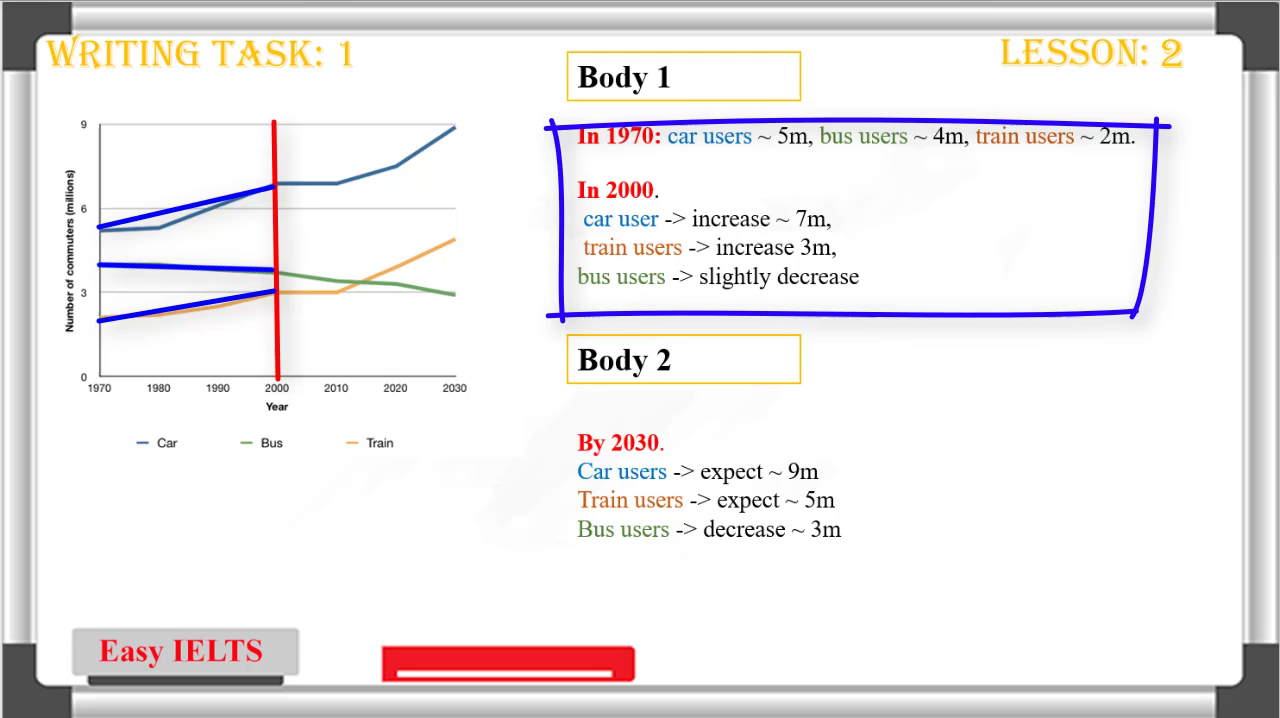 WRITING TASK: 1
LESSON: 2
Body 1
In 1970: car users ~ 5m, bus users ~ 4m, train users ~ 2m.
In 2000.
car user -> increase ~ 7m,
train users -> increase 3m,
bus users -> slightly decrease
Body 2
By 2030.
Car users -> expect ~ 9m
Train users -> expect ~ 5m
Bus users -> decrease ~ 3m
Number of commuters (millions)
9
6
3
0
1970 1980 1990 2000 2010 2020 2030
Year
Car Bus Train
Easy IELTS